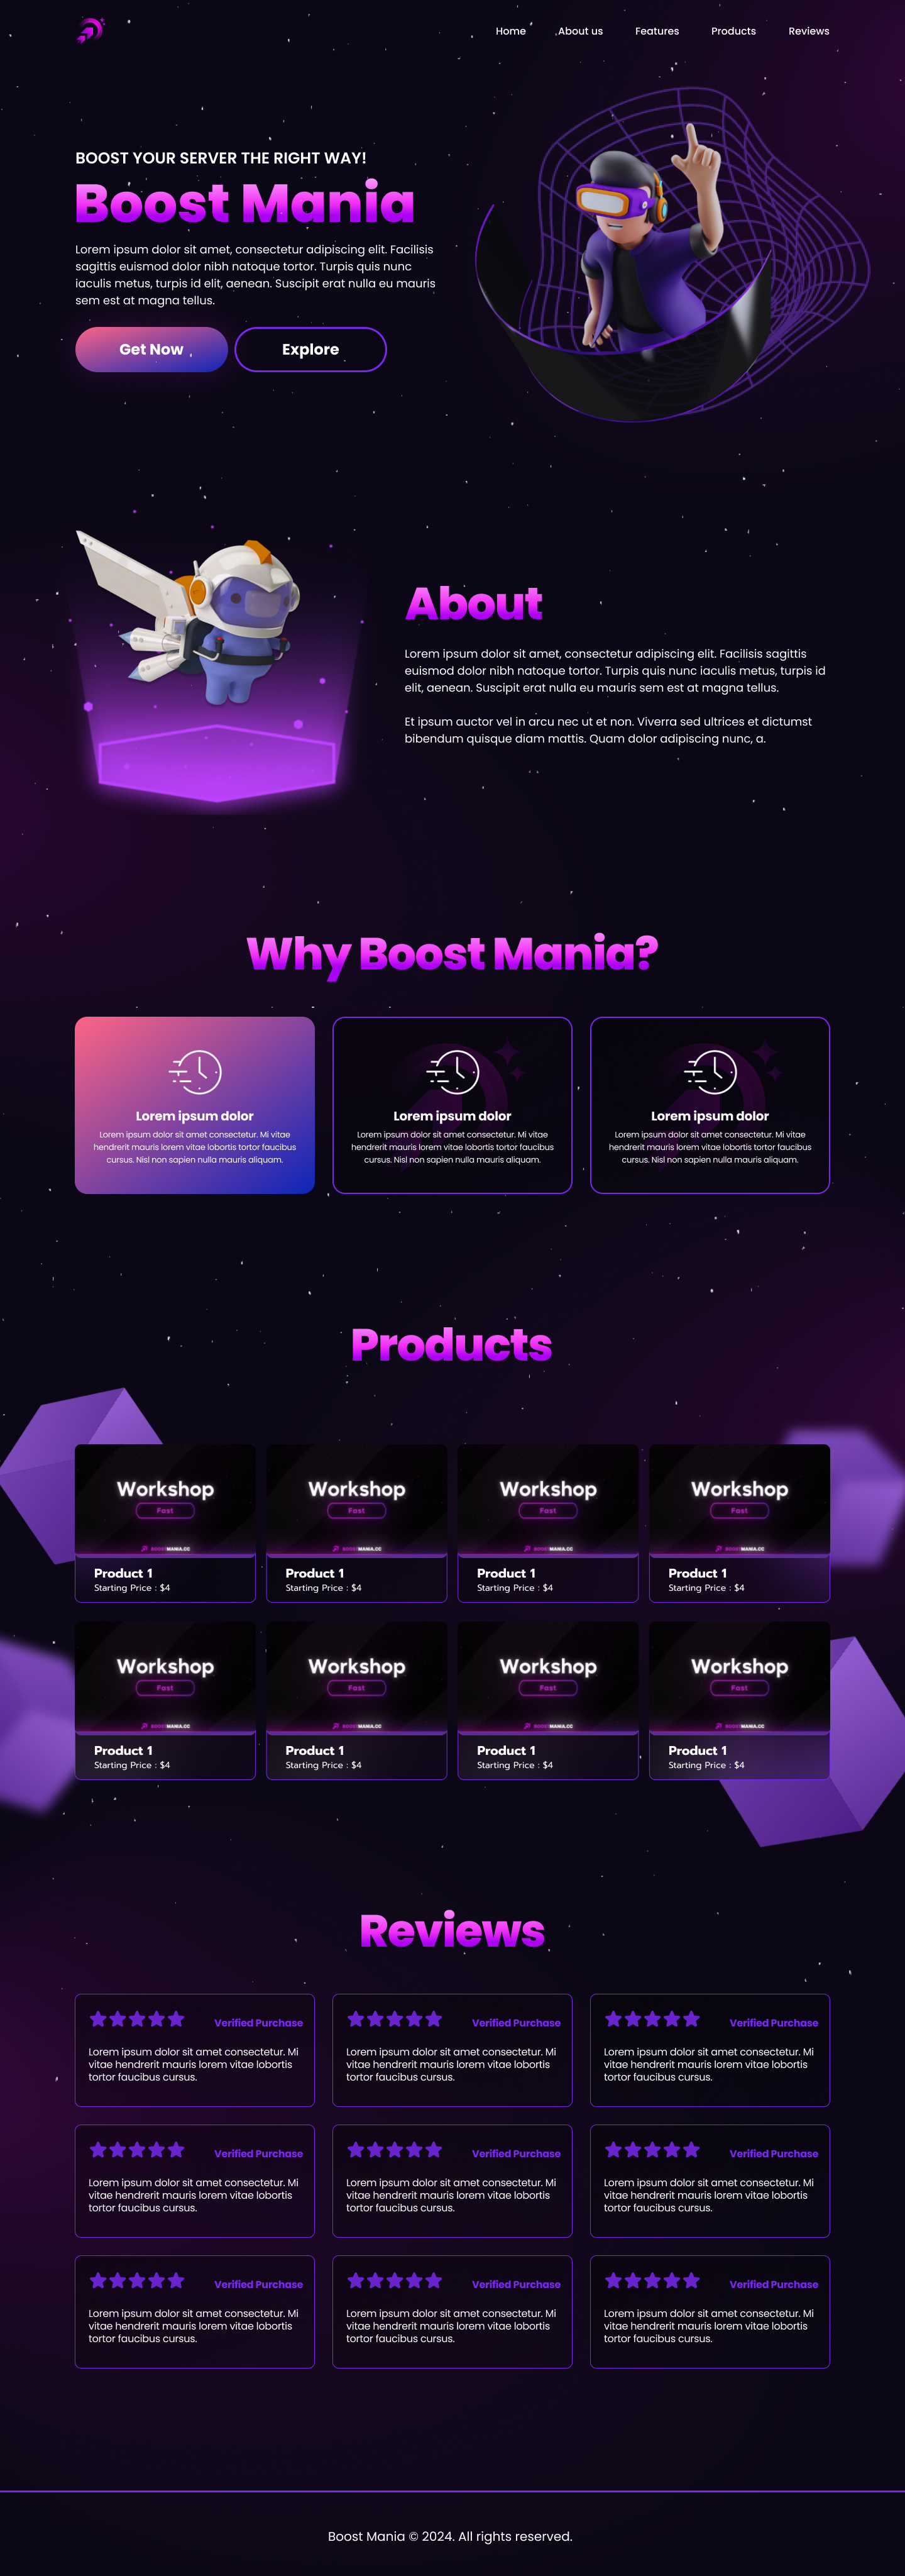 Home About us Features Products Reviews
BOOST YOUR SERVER THE RIGHT WAY!
Boost Mania
Lorem ipsum dolor sit amet, consectetur adipiscing elit. Facilisis
sagittis euismod dolor nibh natoque tortor. Turpis quis nunc
iaculis metus, turpis id elit, aenean. Suscipit erat nulla eu mauris
sem est at magna tellus.
Get Now Explore
About
Lorem ipsum dolor sit amet, consectetur adipiscing elit. Facilisis sagittis
euismod dolor nibh natoque tortor. Turpis quis nunc iaculis metus, turpis id
elit, aenean. Suscipit erat nulla eu mauris sem est at magna tellus.
Et ipsum auctor vel in arcu nec ut et non. Viverra sed ultrices et dictumst
bibendum quisque diam mattis. Quam dolor adipiscing nunc, a.
Why Boost Mania?
Lorem ipsum dolor
Lorem ipsum dolor sit amet consectetur. Mi vitae
hendrerit mauris lorem vitae lobortis tortor faucibus
cursus. Nisl non sapien nulla mauris aliquam.
Lorem ipsum dolor
Lorem ipsum dolor sit amet consectetur. Mi vitae
hendrerit mauris lorem vitae lobortis tortor faucibus
cursus. Nisl non sapien nulla mauris aliquam.
Lorem ipsum dolor
Lorem ipsum dolor sit amet consectetur. Mi vitae
hendrerit mauris lorem vitae lobortis tortor faucibus
cursus. Nisl non sapien nulla mauris aliquam.
Products
Workshop
Fast
BOOSTMANIA.CC
Product 1
Starting Price : $4
Workshop
Fast
BOOSTMANIA.CC
Product 1
Starting Price : $4
Workshop
Fast
BOOSTMANIA.CC
Product 1
Starting Price : $4
Workshop
Fast
BOOSTMANIA.CC
Product 1
Starting Price : $4
Workshop
Fast
BOOSTMANIA.CC
Product 1
Starting Price : $4
Workshop
Fast
BOOSTMANIA.CC
Product 1
Starting Price : $4
Workshop
Fast
BOOSTMANIA.CC
Product 1
Starting Price : $4
Workshop
Fast
BOOSTMANIA.CC
Product 1
Starting Price : $4
Reviews
Verified Purchase
Lorem ipsum dolor sit amet consectetur. Mi
vitae hendrerit mauris lorem vitae lobortis
tortor faucibus cursus.
Verified Purchase
Lorem ipsum dolor sit amet consectetur. Mi
vitae hendrerit mauris lorem vitae lobortis
tortor faucibus cursus.
Verified Purchase
Lorem ipsum dolor sit amet consectetur. Mi
vitae hendrerit mauris lorem vitae lobortis
tortor faucibus cursus.
Verified Purchase
Lorem ipsum dolor sit amet consectetur. Mi
vitae hendrerit mauris lorem vitae lobortis
tortor faucibus cursus.
Verified Purchase
Lorem ipsum dolor sit amet consectetur. Mi
vitae hendrerit mauris lorem vitae lobortis
tortor faucibus cursus.
Verified Purchase
Lorem ipsum dolor sit amet consectetur. Mi
vitae hendrerit mauris lorem vitae lobortis
tortor faucibus cursus.
Verified Purchase
Lorem ipsum dolor sit amet consectetur. Mi
vitae hendrerit mauris lorem vitae lobortis
tortor faucibus cursus.
Verified Purchase
Lorem ipsum dolor sit amet consectetur. Mi
vitae hendrerit mauris lorem vitae lobortis
tortor faucibus cursus.
Verified Purchase
Lorem ipsum dolor sit amet consectetur. Mi
vitae hendrerit mauris lorem vitae lobortis
tortor faucibus cursus.
Boost Mania © 2024. All rights reserved.